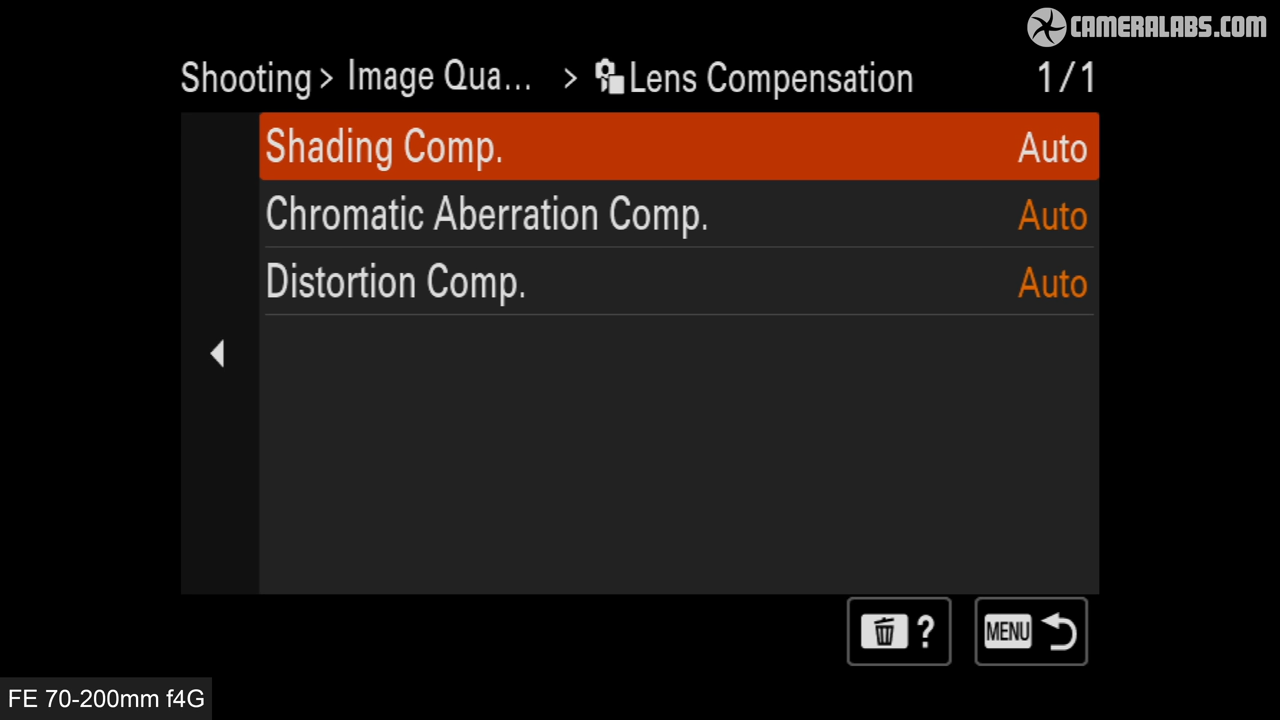 CAMERALABS.COM
Shooting > Image Qua... > Lens Compensation 1/1
Shading Comp. Auto
Chromatic Aberration Comp. Auto
Distortion Comp. Auto
? MENU
FE 70-200mm f4G